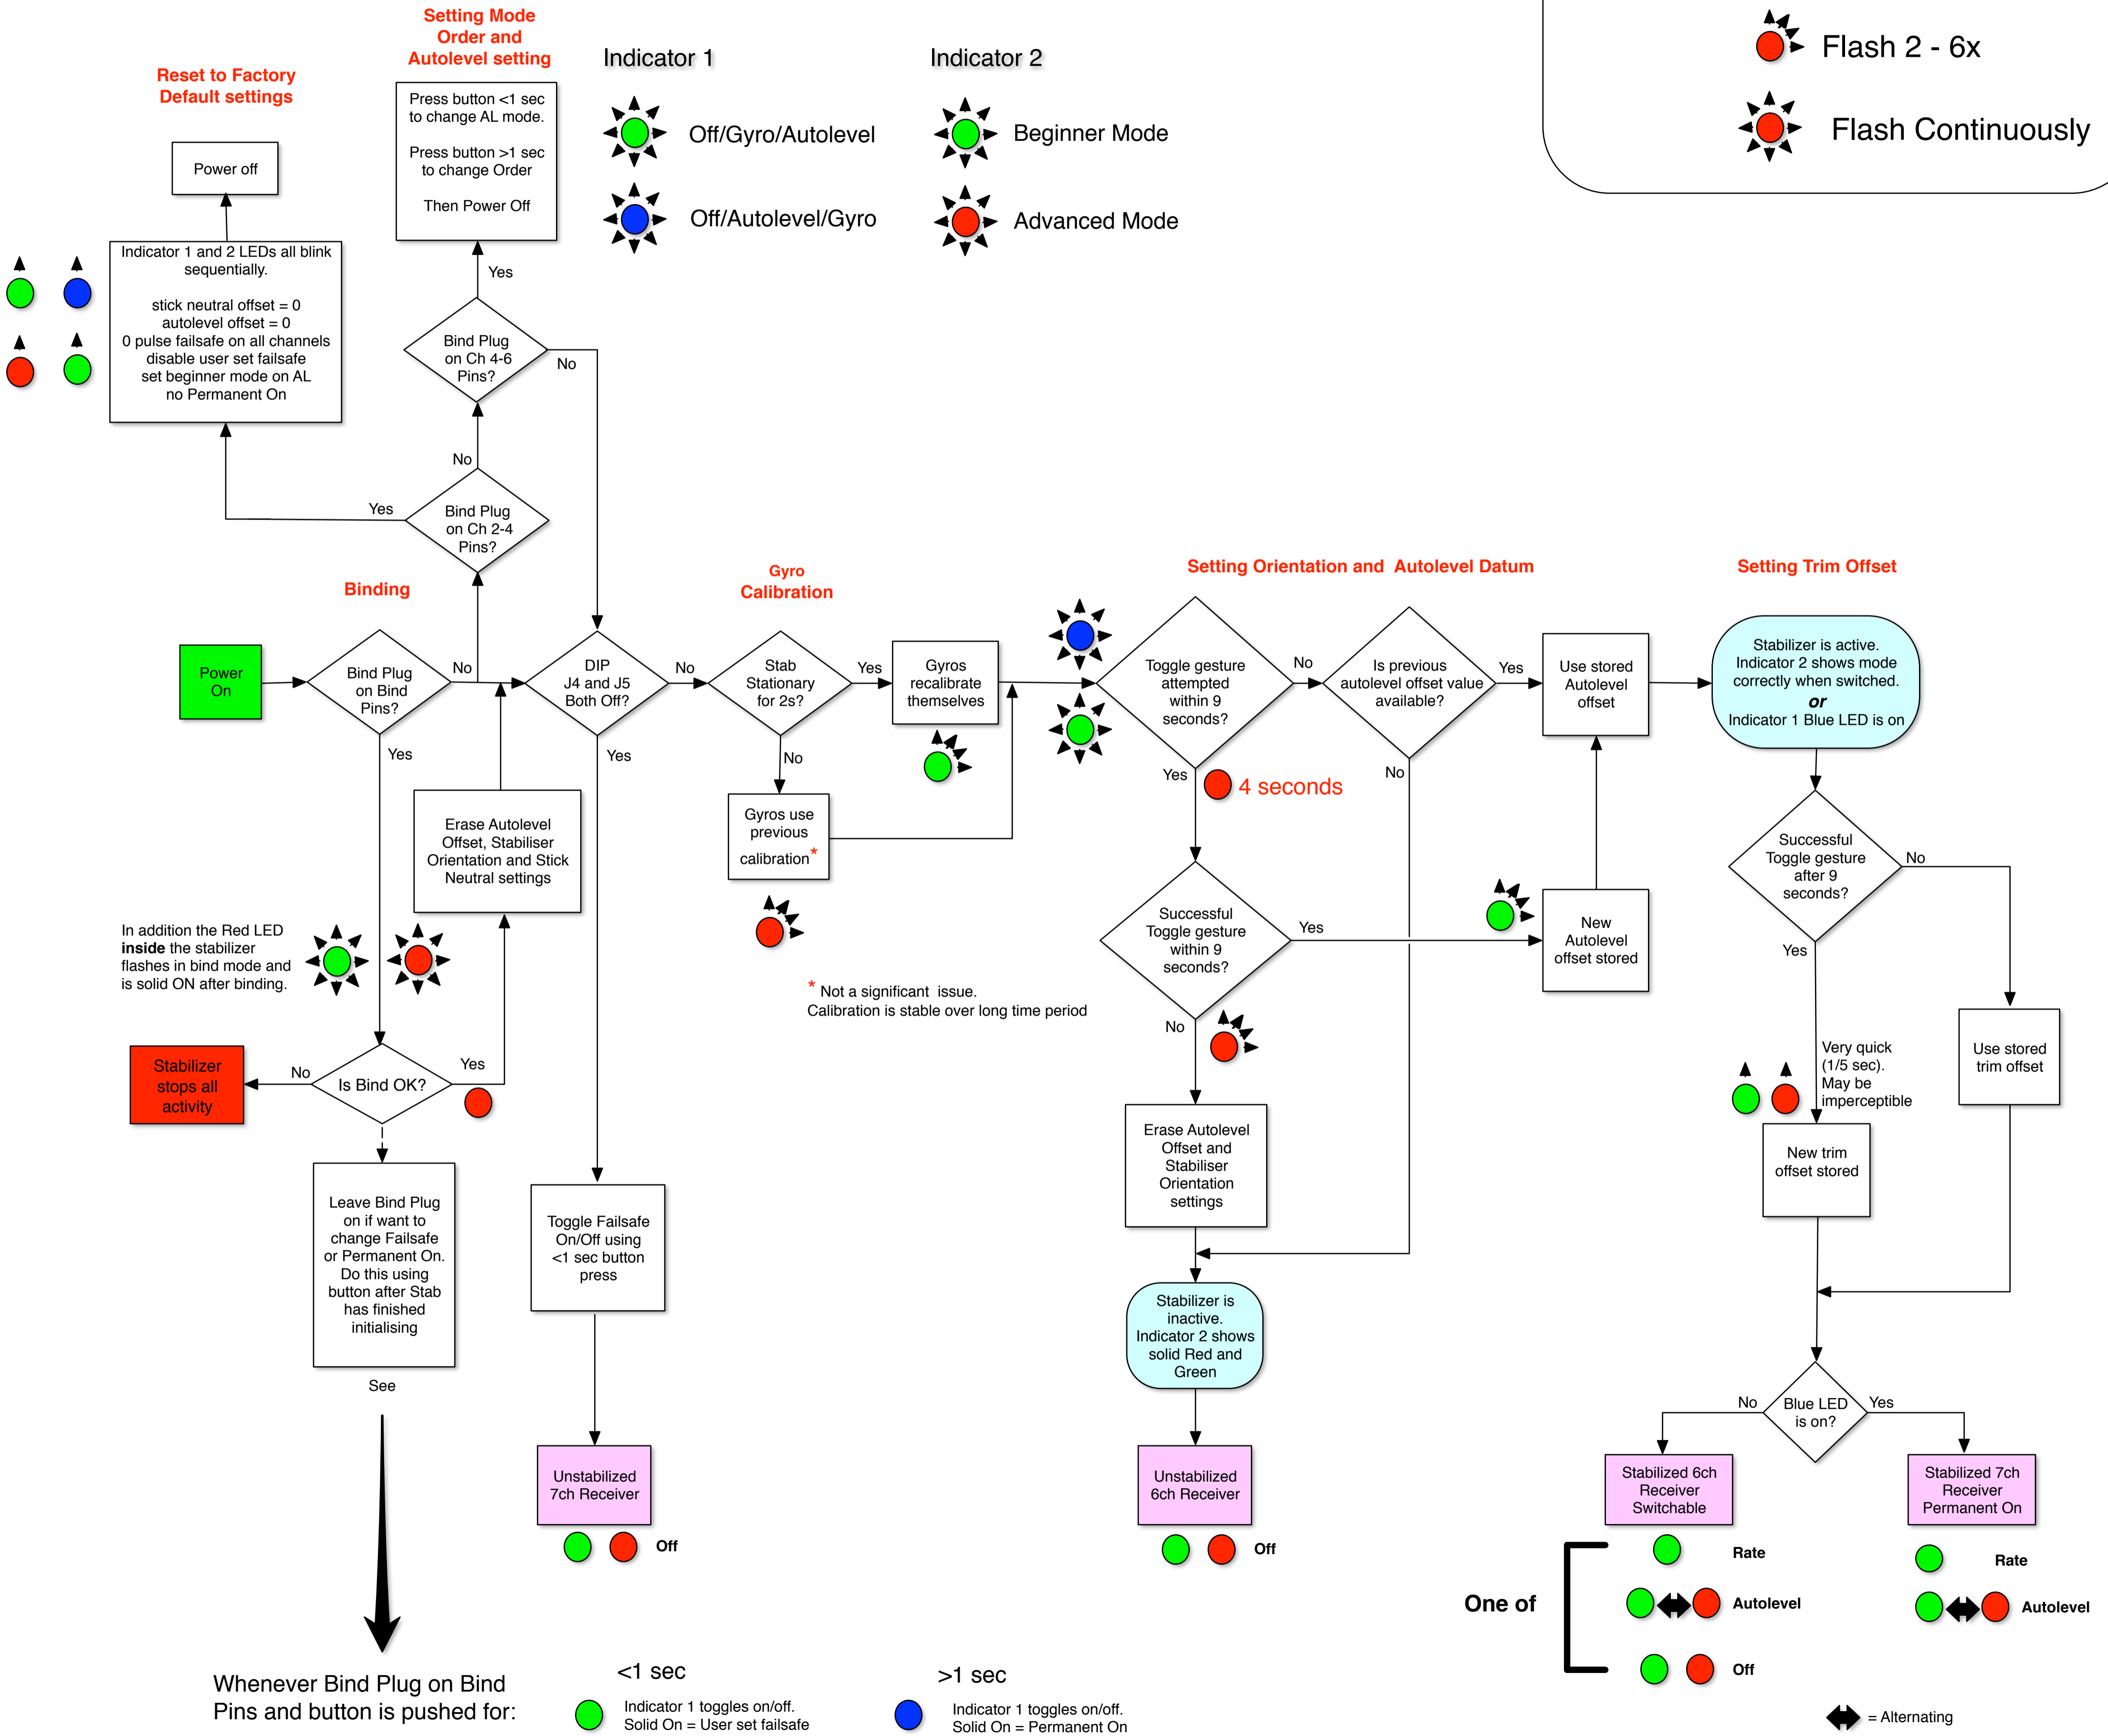 Setting Mode
Order and
Autolevel setting
Reset to Factory
Default settings
Indicator 1
Indicator 2
Flash 2 - 6x
Flash Continuously
Press button <1 sec
to change AL mode.
Press button >1 sec
to change Order
Then Power Off
Off/Gyro/Autolevel
Beginner Mode
Off/Autolevel/Gyro
Advanced Mode
Power off
Indicator 1 and 2 LEDs all blink
sequentially.
stick neutral offset = 0
autolevel offset = 0
0 pulse failsafe on all channels
disable user set failsafe
set beginner mode on AL
no Permanent On
Yes
Bind Plug
on Ch 4-6
Pins?
No
No
Yes
Bind Plug
on Ch 2-4
Pins?
Binding
Gyro
Calibration
Setting Orientation and  Autolevel Datum
Setting Trim Offset
Power
On
Bind Plug
on Bind
Pins?
No
Yes
DIP
J4 and J5
Both Off?
No
Yes
Stab
Stationary
for 2s?
Yes
No
Gyros
recalibrate
themselves
Gyros use
previous
calibration*
Toggle gesture
attempted
within 9
seconds?
No
Yes
4 seconds
Is previous
autolevel offset value
available?
Yes
No
Use stored
Autolevel
offset
Stabilizer is active.
Indicator 2 shows mode
correctly when switched.
or
Indicator 1 Blue LED is on
Erase Autolevel
Offset, Stabiliser
Orientation and Stick
Neutral settings
In addition the Red LED
inside the stabilizer
flashes in bind mode and
is solid ON after binding.
* Not a significant  issue.
Calibration is stable over long time period
Successful
Toggle gesture
within 9
seconds?
Yes
No
New
Autolevel
offset stored
Successful
Toggle gesture
after 9
seconds?
No
Yes
Stabilizer
stops all
activity
No
Is Bind OK?
Yes
Very quick
(1/5 sec).
May be
imperceptible
Use stored
trim offset
New trim
offset stored
Leave Bind Plug
on if want to
change Failsafe
or Permanent On.
Do this using
button after Stab
has finished
initialising
See
Toggle Failsafe
On/Off using
<1 sec button
press
Erase Autolevel
Offset and
Stabiliser
Orientation
settings
Stabilizer is
inactive.
Indicator 2 shows
solid Red and
Green
No
Blue LED
is on?
Yes
Unstabilized
7ch Receiver
Off
Unstabilized
6ch Receiver
Off
Stabilized 6ch
Receiver
Switchable
Stabilized 7ch
Receiver
Permanent On
One of
Rate
Autolevel
Off
Rate
Autolevel
Whenever Bind Plug on Bind
Pins and button is pushed for:
<1 sec
Indicator 1 toggles on/off.
Solid On = User set failsafe
>1 sec
Indicator 1 toggles on/off.
Solid On = Permanent On
= Alternating